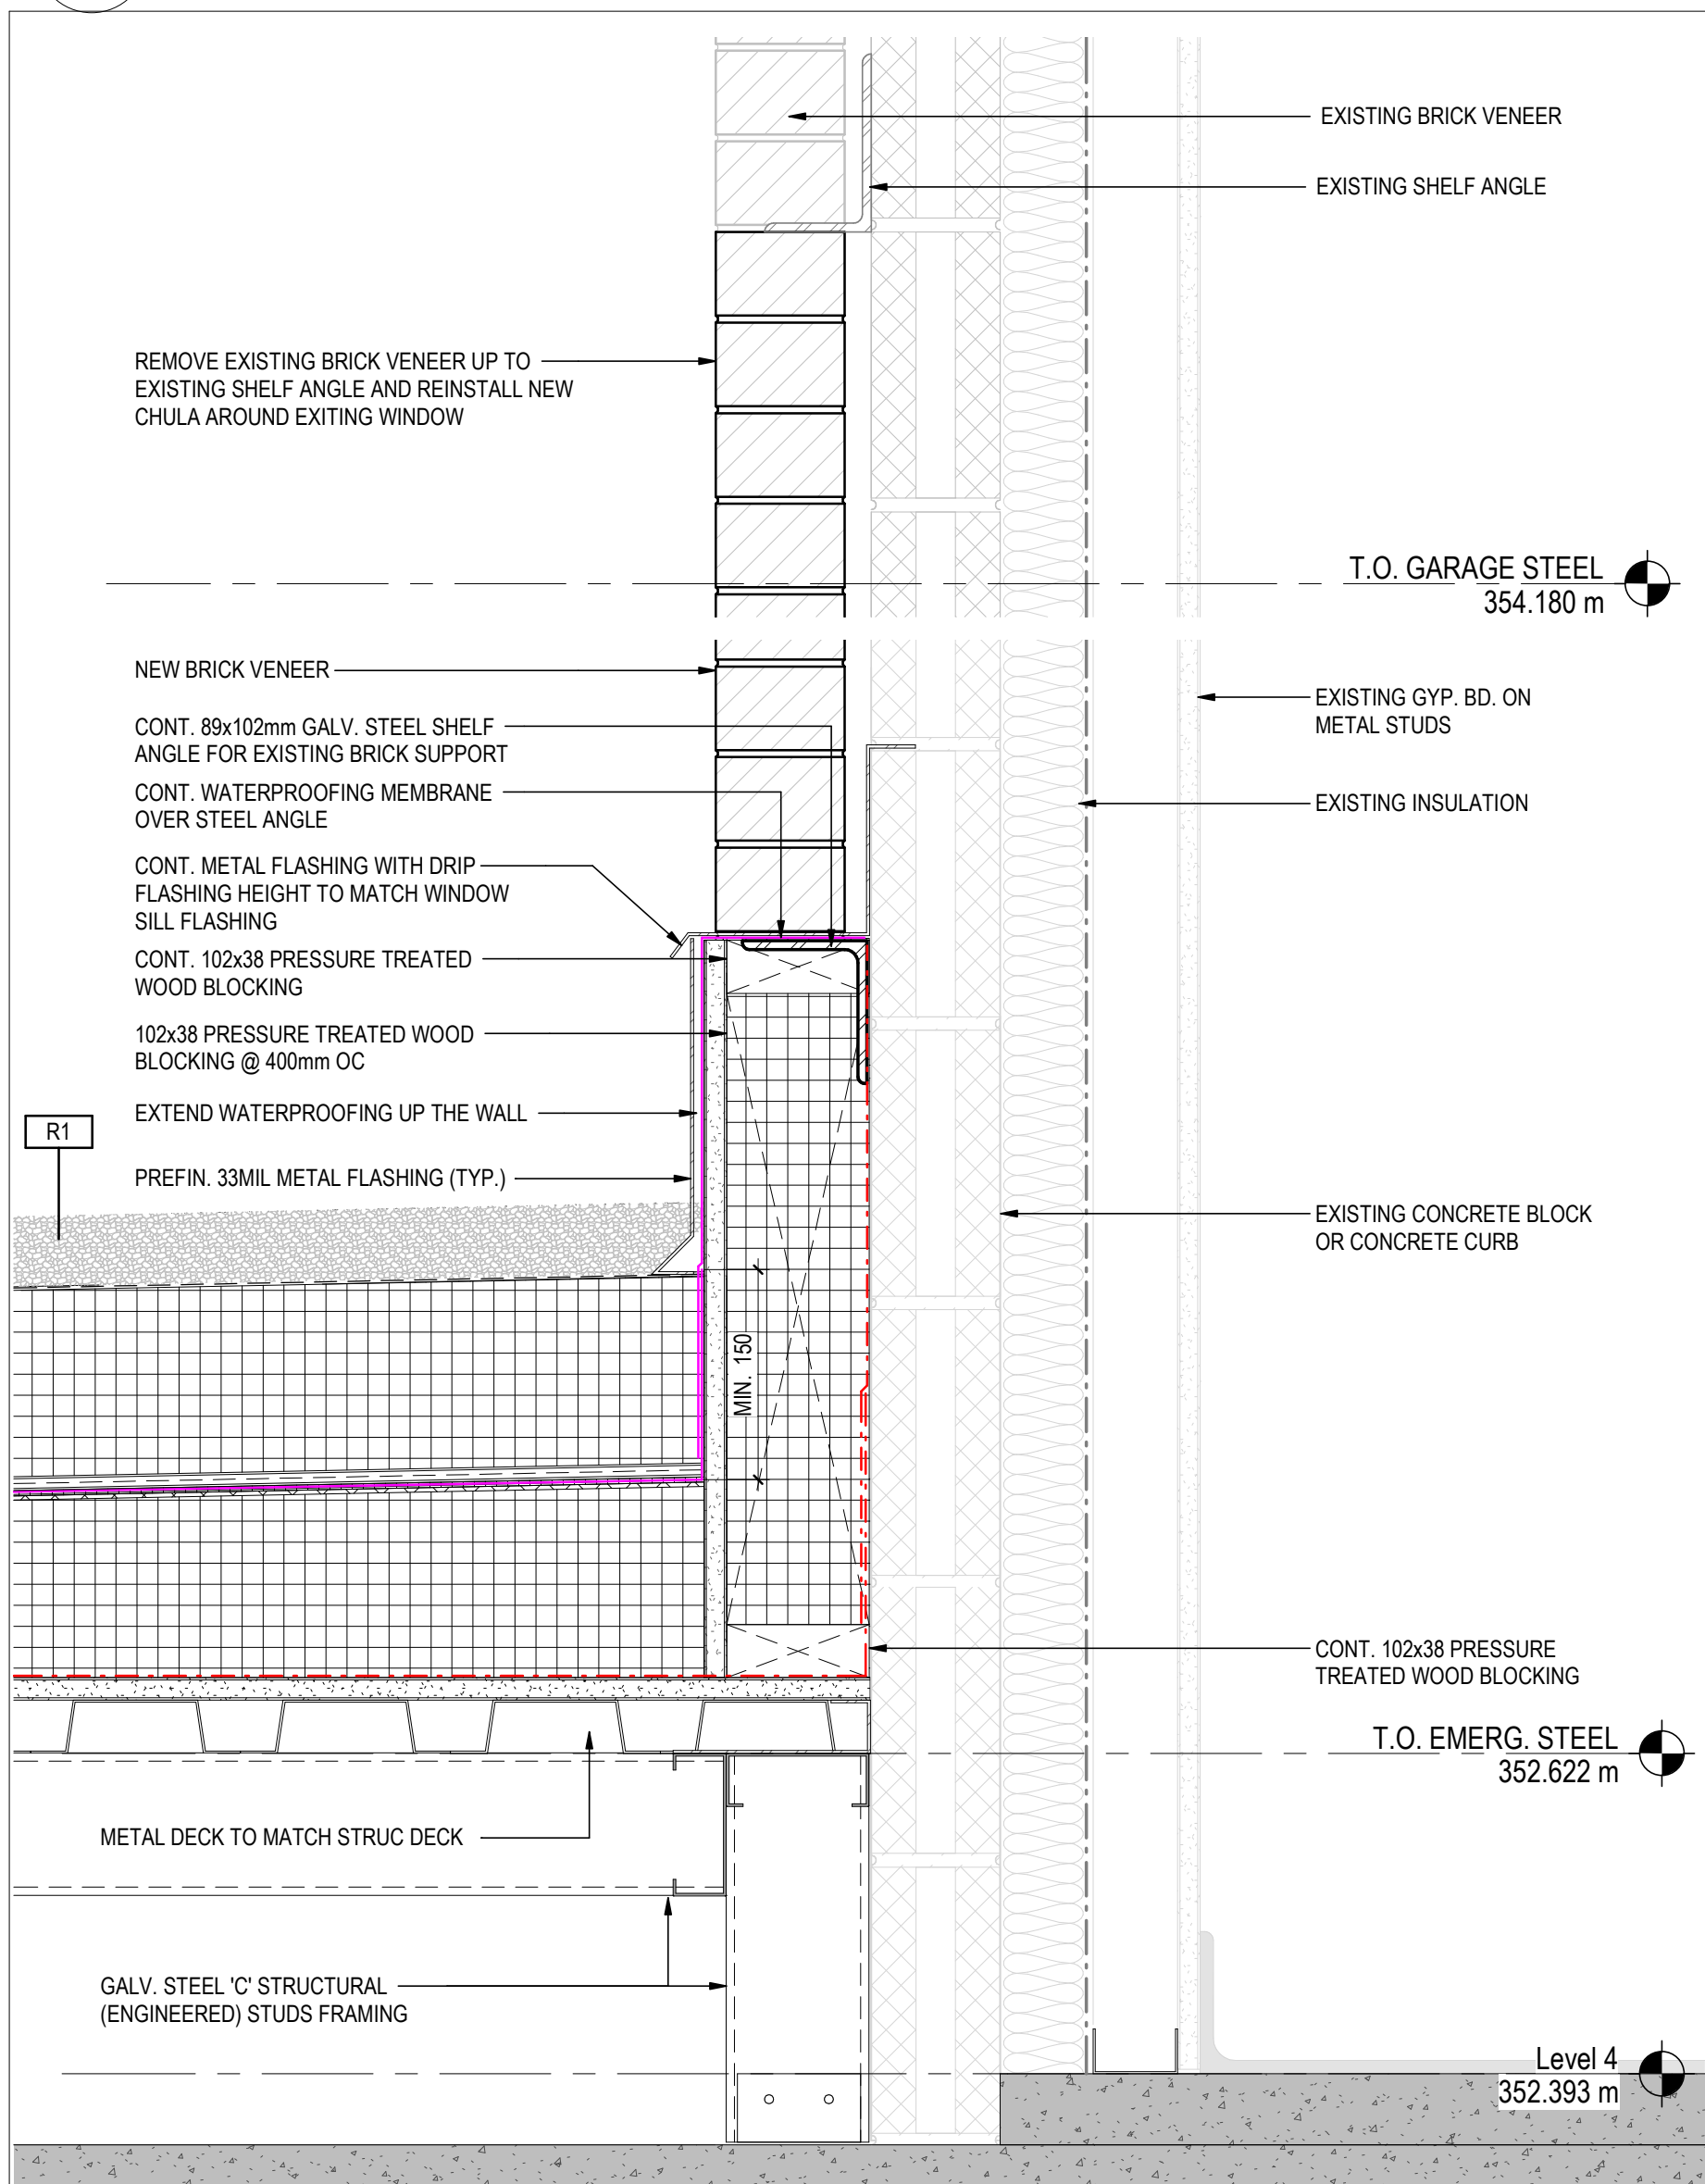 EXISTING BRICK VENEER
EXISTING SHELF ANGLE
REMOVE EXISTING BRICK VENEER UP TO
EXISTING SHELF ANGLE AND REINSTALL NEW
CHULA AROUND EXITING WINDOW
T.O. GARAGE STEEL
354.180 m
NEW BRICK VENEER
EXISTING GYP. BD. ON
METAL STUDS
CONT. 89x102mm GALV. STEEL SHELF
ANGLE FOR EXISTING BRICK SUPPORT
CONT. WATERPROOFING MEMBRANE
OVER STEEL ANGLE
EXISTING INSULATION
CONT. METAL FLASHING WITH DRIP
FLASHING HEIGHT TO MATCH WINDOW
SILL FLASHING
CONT. 102x38 PRESSURE TREATED
WOOD BLOCKING
102x38 PRESSURE TREATED WOOD
BLOCKING @ 400mm OC
EXTEND WATERPROOFING UP THE WALL
R1
PREFIN. 33MIL METAL FLASHING (TYP.)
EXISTING CONCRETE BLOCK
OR CONCRETE CURB
MIN. 150
CONT. 102x38 PRESSURE
TREATED WOOD BLOCKING
T.O. EMERG. STEEL
352.622 m
METAL DECK TO MATCH STRUC DECK
GALV. STEEL 'C' STRUCTURAL
(ENGINEERED) STUDS FRAMING
Level 4
352.393 m